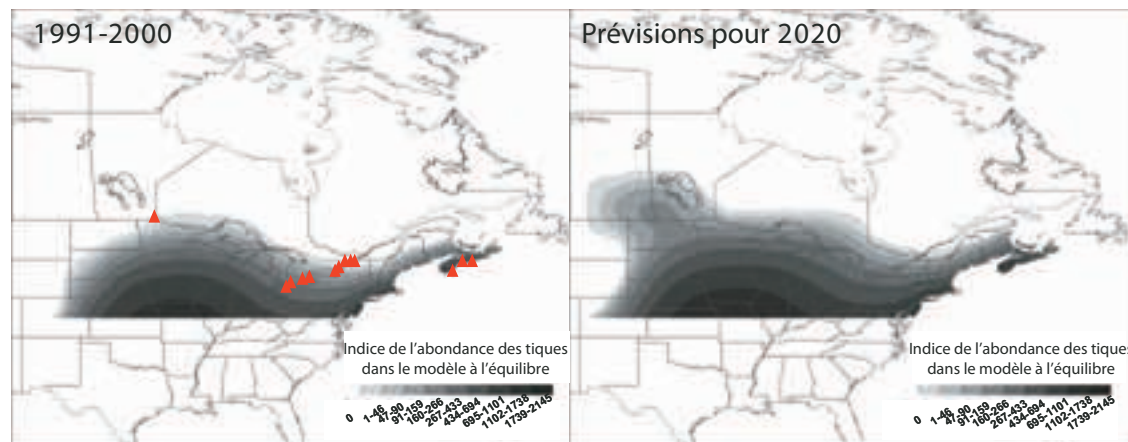 1991-2000
Prévisions pour 2020
Indice de l'abondance des tiques
dans le modèle à l'équilibre
0 1-46 47-90 91-159 160-266 267-433 434-694 695-1101 1102-1738 1739-2145
Indice de l'abondance des tiques
dans le modèle à l'équilibre
0 1-46 47-90 91-159 160-266 267-433 434-694 695-1101 1102-1738 1739-2145